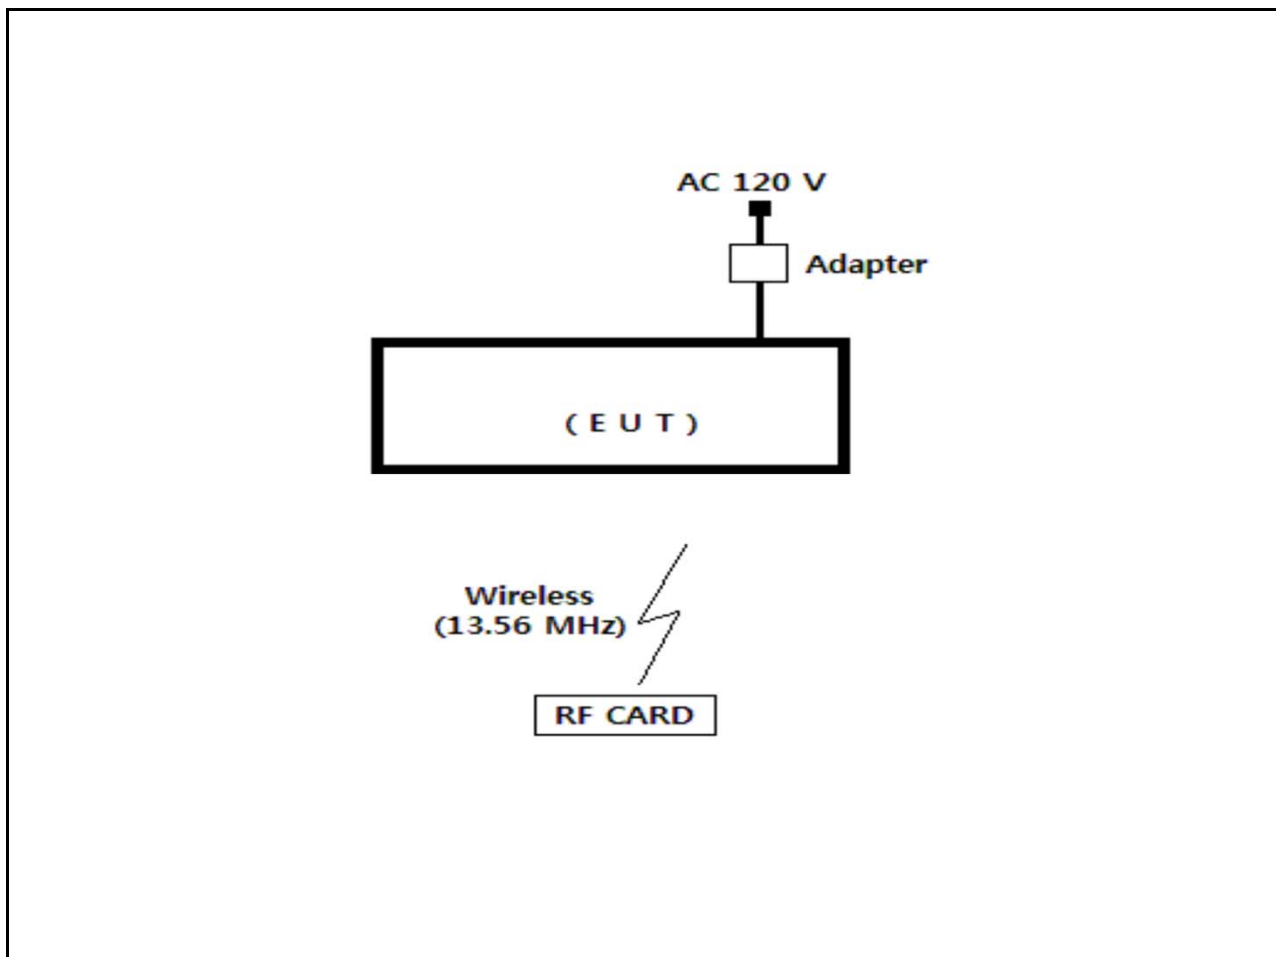 AC 120 V
Adapter
( E U T )
Wireless
(13.56 MHz)
RF CARD